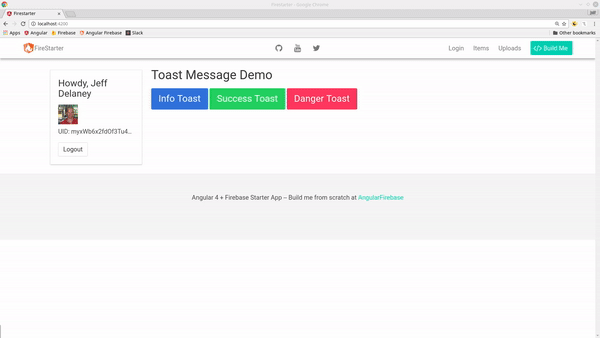 Firestarter - Google Chrome
Firestarter
Jeff
localhost:4200
Apps Angular Firebase Angular Firebase Slack Other bookmarks
FireStarter
Login Items Uploads </> Build Me
Howdy, Jeff
Delaney
UID: myxWb6x2fdOf3Tu4...
Logout
Toast Message Demo
Info Toast Success Toast Danger Toast
Angular 4 + Firebase Starter App – Build me from scratch at AngularFirebase